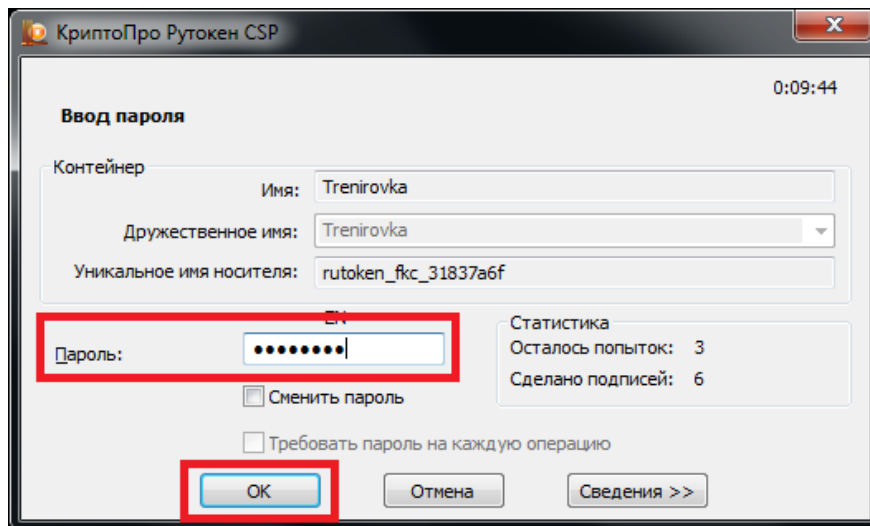 КриптоПро Рутокен CSP
0:09:44
Ввод пароля
Контейнер
Имя: Trenirovka
Дружественное имя: Trenirovka
Уникальное имя носителя: rutoken_fkc_31837a6f
EN
Пароль: ••••••••
Статистика
Осталось попыток: 3
Сделано подписей: 6
Сменить пароль
Требовать пароль на каждую операцию
OK Отмена Сведения >>